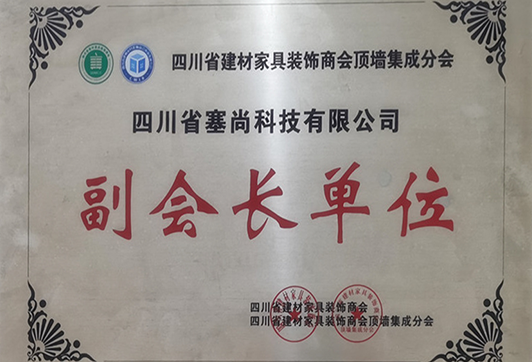 四川省建材家具装饰商会顶墙集成分会
四川省塞尚科技有限公司
副会长单位
四川省建材家具装饰商会
四川省建材家具装饰商会顶墙集成分会